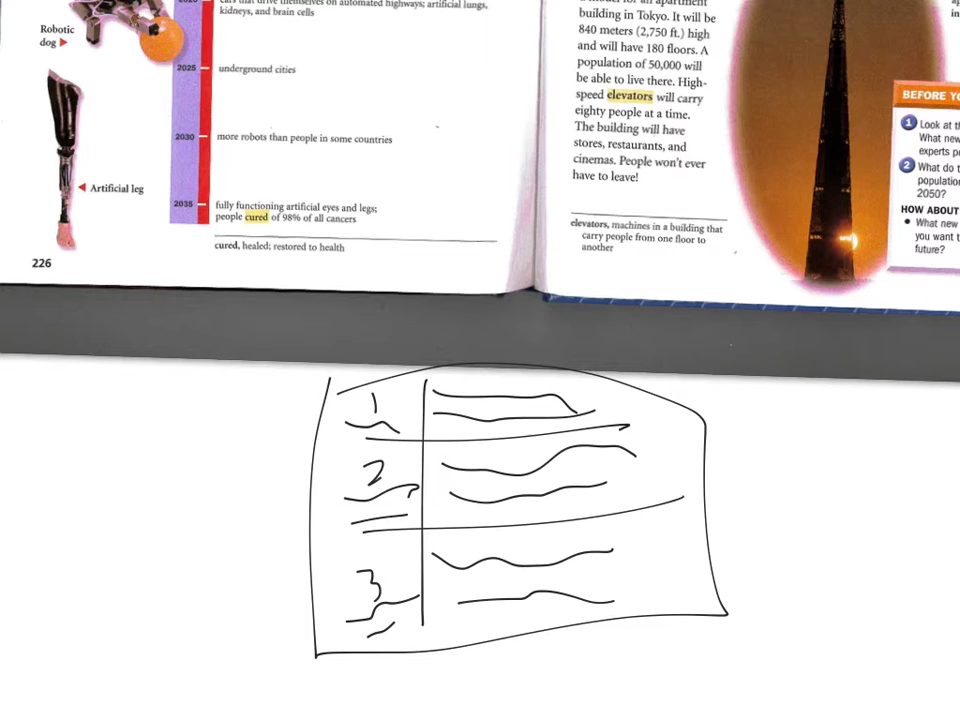 cars that drive themselves on automated highways; artificial lungs,
kidneys, and brain cells
Robotic
dog
2025
underground cities
2030
more robots than people in some countries
Artificial leg
2035
fully functioning artificial eyes and legs;
people cured of 98% of all cancers
cured, healed; restored to health
226
apartment
building in Tokyo. It will be
840 meters (2,750 ft.) high
and will have 180 floors. A
population of 50,000 will
be able to live there. High-
speed elevators will carry
eighty people at a time.
The building will have
stores, restaurants, and
cinemas. People won't ever
have to leave!
elevators, machines in a building that
carry people from one floor to
another
BEFORE YO
1 Look at th
What new
experts p
2 What do t
population
2050?
HOW ABOUT
• What new
you want t
future?
1
2
3